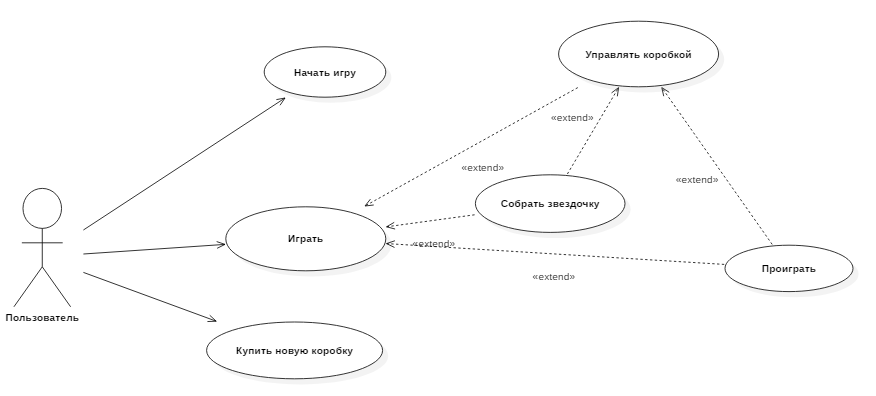 Управлять коробкой
Начать игру
«extend»
«extend»
«extend»
Собрать звездочку
Играть
«extend»
Проиграть
«extend»
Пользователь
Купить новую коробку